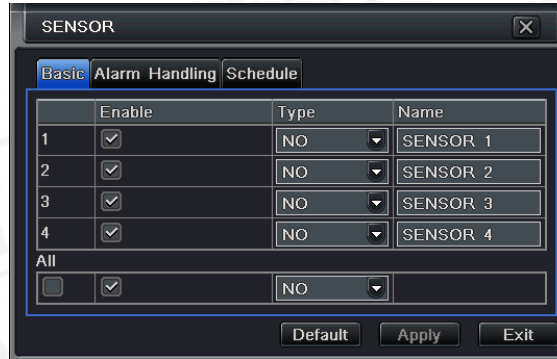 SENSOR
Basic Alarm Handling Schedule
Enable Type Name
1 NO SENSOR 1
2 NO SENSOR 2
3 NO SENSOR 3
4 NO SENSOR 4
All
NO
Default Apply Exit